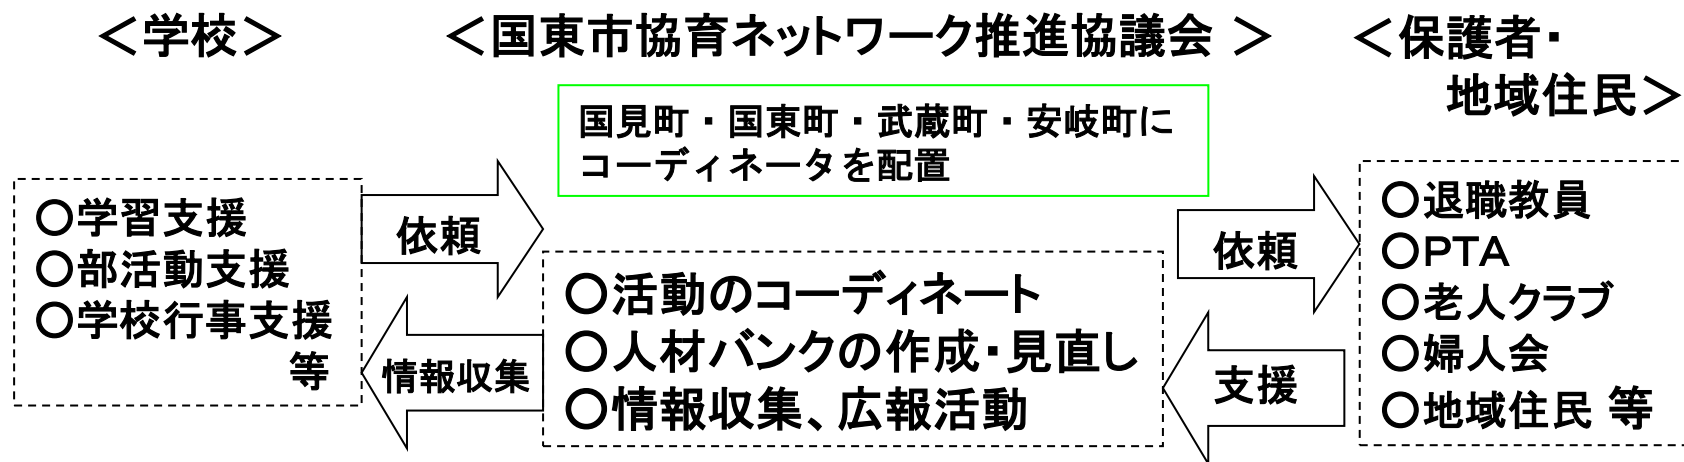 ＜学校＞
＜国東市協育ネットワーク推進協議会 ＞
＜保護者・
地域住民＞
国見町・国東町・武蔵町・安岐町に
コーディネータを配置
○学習支援
○部活動支援
○学校行事支援
等
依頼
情報収集
○活動のコーディネート
○人材バンクの作成・見直し
○情報収集、広報活動
依頼
支援
○退職教員
○PTA
○老人クラブ
○婦人会
○地域住民 等